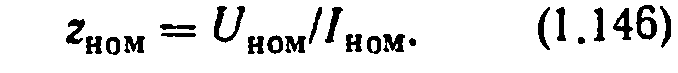 zном = Uном/Iном. (1.146)